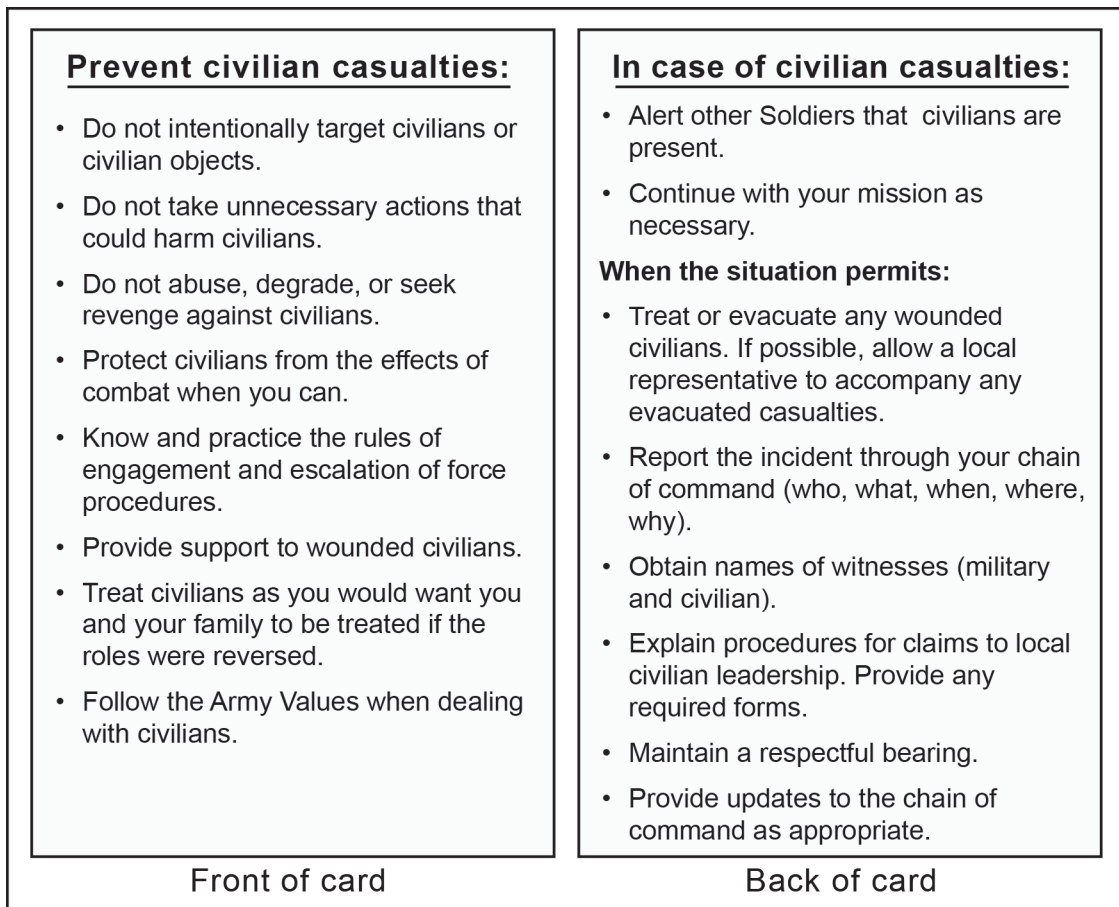 Prevent civilian casualties:
• Do not intentionally target civilians or
civilian objects.
• Do not take unnecessary actions that
could harm civilians.
• Do not abuse, degrade, or seek
revenge against civilians.
• Protect civilians from the effects of
combat when you can.
• Know and practice the rules of
engagement and escalation of force
procedures.
• Provide support to wounded civilians.
• Treat civilians as you would want you
and your family to be treated if the
roles were reversed.
• Follow the Army Values when dealing
with civilians.
Front of card
In case of civilian casualties:
• Alert other Soldiers that civilians are
present.
• Continue with your mission as
necessary.
When the situation permits:
• Treat or evacuate any wounded
civilians. If possible, allow a local
representative to accompany any
evacuated casualties.
• Report the incident through your chain
of command (who, what, when, where,
why).
• Obtain names of witnesses (military
and civilian).
• Explain procedures for claims to local
civilian leadership. Provide any
required forms.
• Maintain a respectful bearing.
• Provide updates to the chain of
command as appropriate.
Back of card